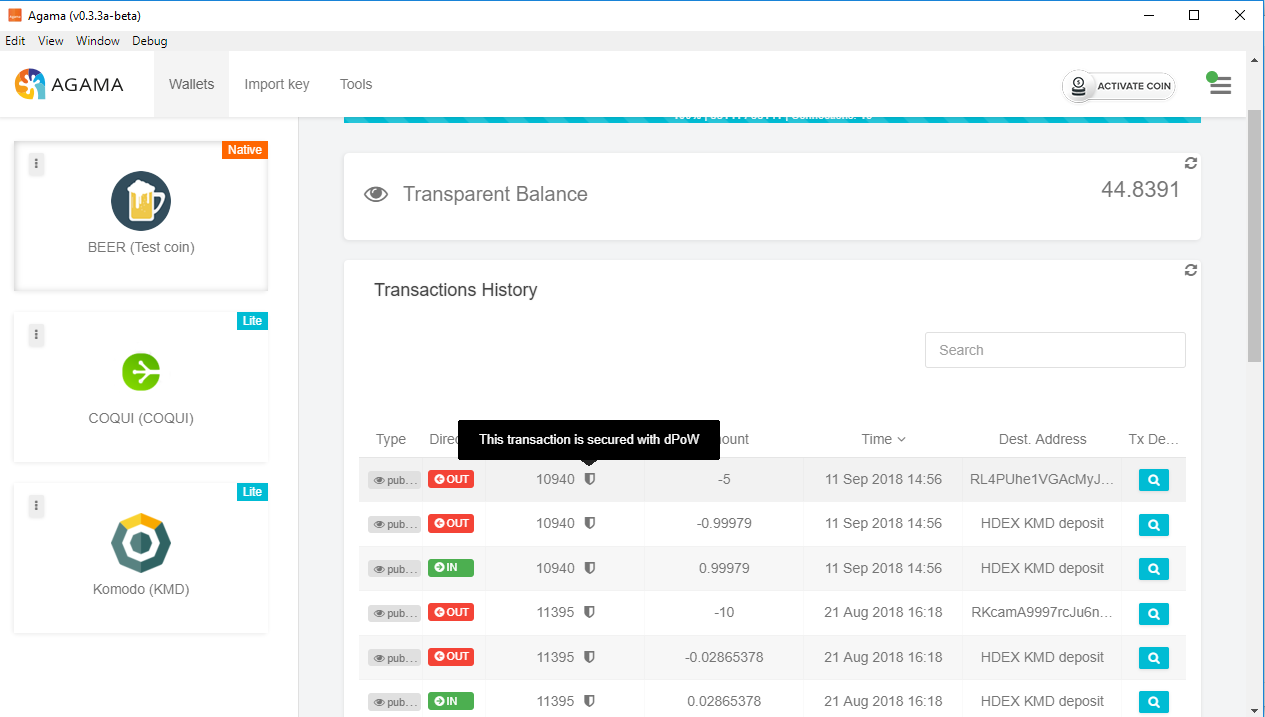 Agama (v0.3.3a-beta)
Edit View Window Debug
AGAMA Wallets Import key Tools ACTIVATE COIN
Native
BEER (Test coin)
Lite
COQUI (COQUI)
Lite
Komodo (KMD)
Transparent Balance 44.8391
Transactions History
Search
This transaction is secured with dPoW
Type Direc ount Time Dest. Address Tx De...
pub... OUT 10940 -5 11 Sep 2018 14:56 RL4PUhe1VGAcMyJ...
pub... OUT 10940 -0.99979 11 Sep 2018 14:56 HDEX KMD deposit
pub... IN 10940 0.99979 11 Sep 2018 14:56 HDEX KMD deposit
pub... OUT 11395 -10 21 Aug 2018 16:18 RKcamA9997rcJu6n...
pub... OUT 11395 -0.02865378 21 Aug 2018 16:18 HDEX KMD deposit
pub... IN 11395 0.02865378 21 Aug 2018 16:18 HDEX KMD deposit